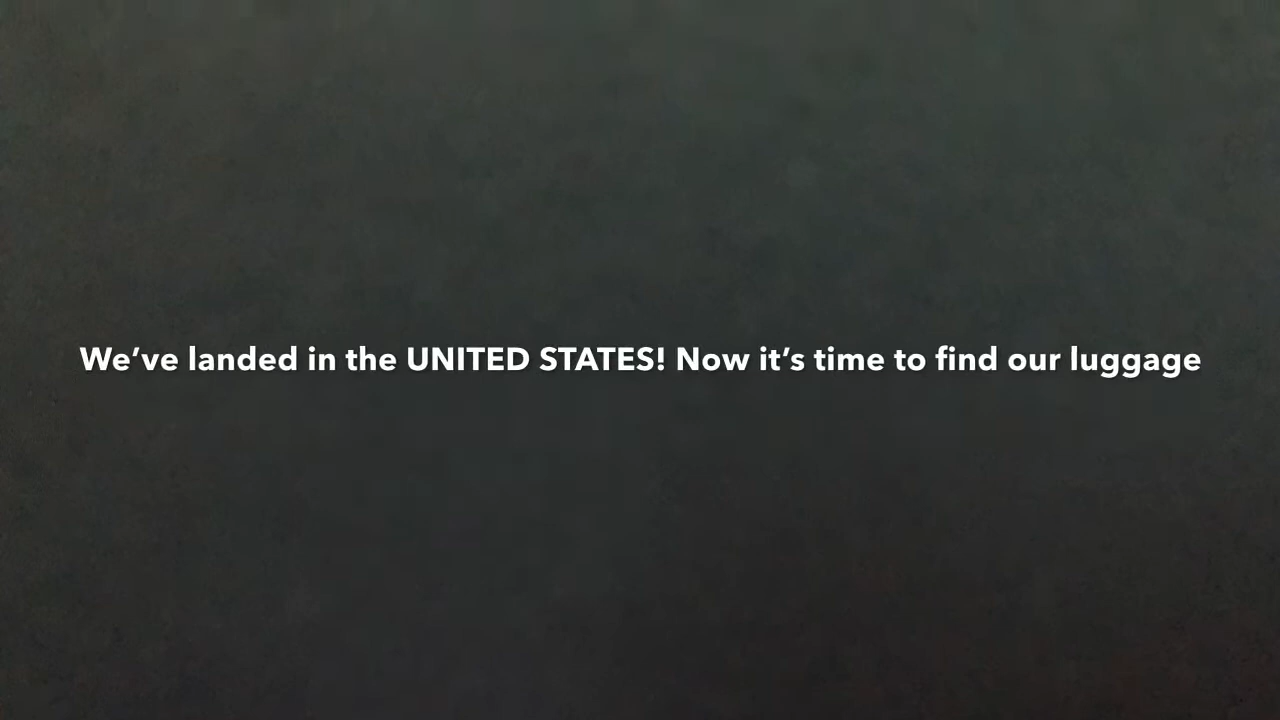 We’ve landed in the UNITED STATES! Now it’s time to find our luggage